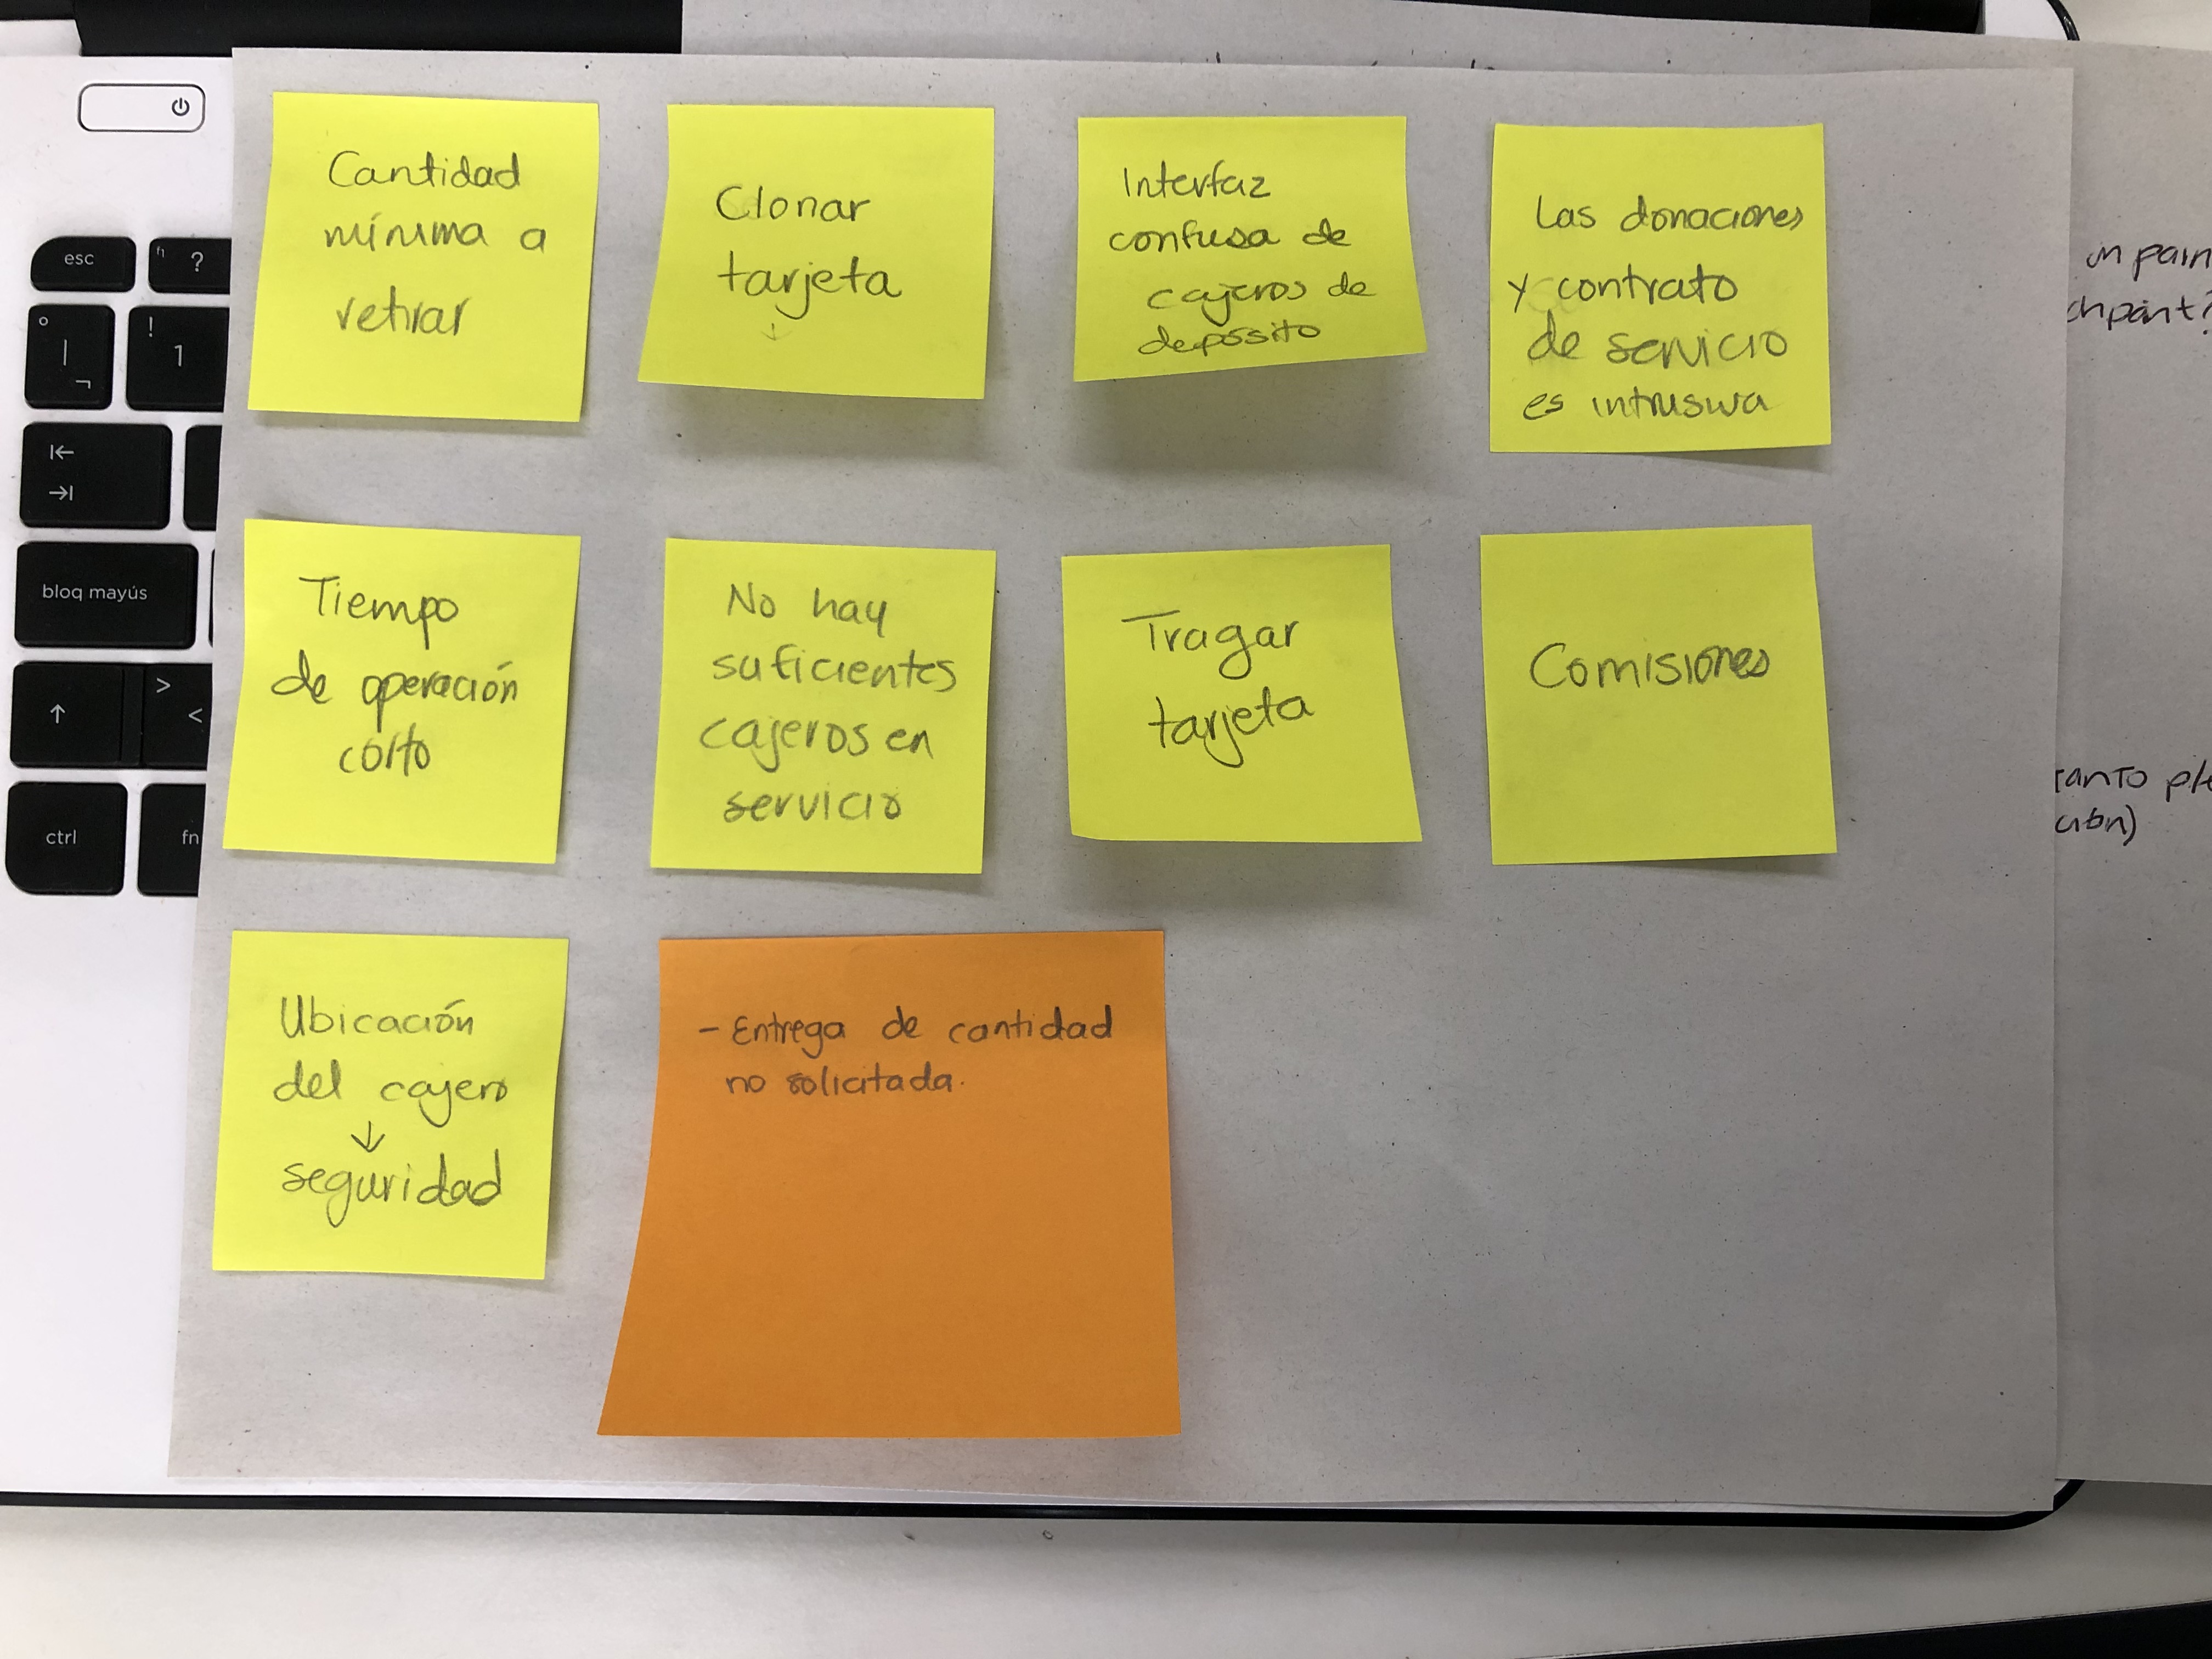 Cantidad
mínima a
retirar
Clonar
tarjeta
Interfaz
confusa de
cajeros de
depósito
Las donaciones
y contrato
de servicio
es intrusiva
Tiempo
de operación
corto
No hay
suficientes
cajeros en
servicio
Tragar
tarjeta
Comisiones
Ubicación
del cajero
↓
seguridad
- Entrega de cantidad
no solicitada.
esc
f1 ?
° | ¬
! 1
bloq mayús
> <
ctrl
fn